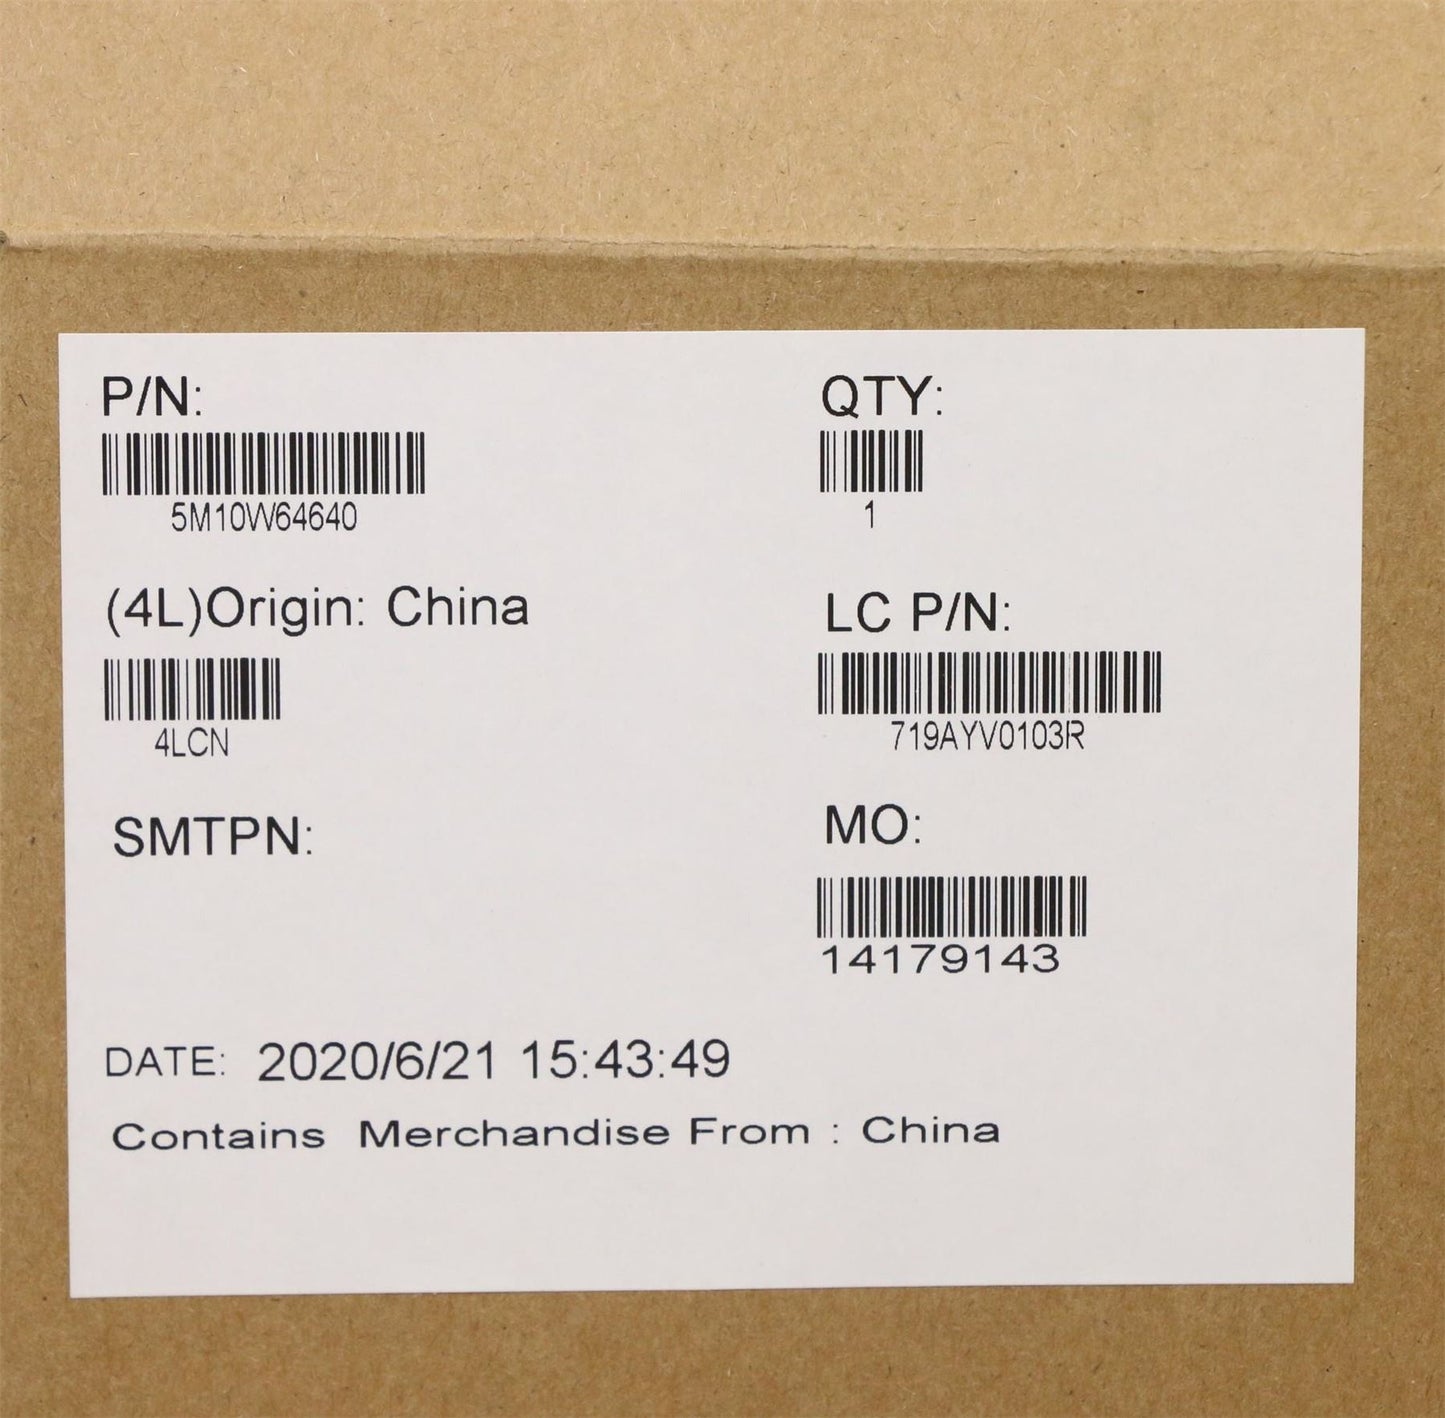 P/N:
5M10W64640
QTY:
1
(4L)Origin: China
4LCN
LC P/N:
719AYV0103R
SMTPN:
MO:
14179143
DATE: 2020/6/21 15:43:49
Contains Merchandise From : China